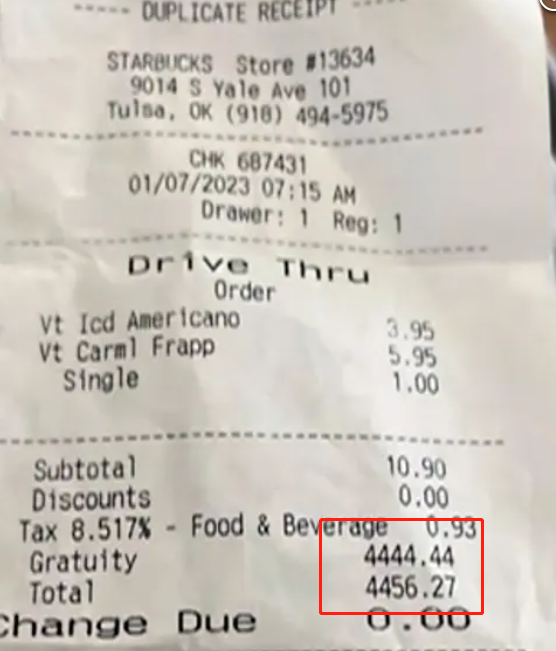 ----- DUPLICATE RECEIPT -----
STARBUCKS Store #13634
9014 S Yale Ave 101
Tulsa, OK (918) 494-5975
CHK 687431
01/07/2023 07:15 AM
Drawer: 1 Reg: 1
Drive Thru
Order
Vt Icd Americano 3.95
Vt Carml Frapp 5.95
Single 1.00
Subtotal 10.90
Discounts 0.00
Tax 8.517% - Food & Beverage 0.93
Gratuity 4444.44
Total 4456.27
Change Due 0.00